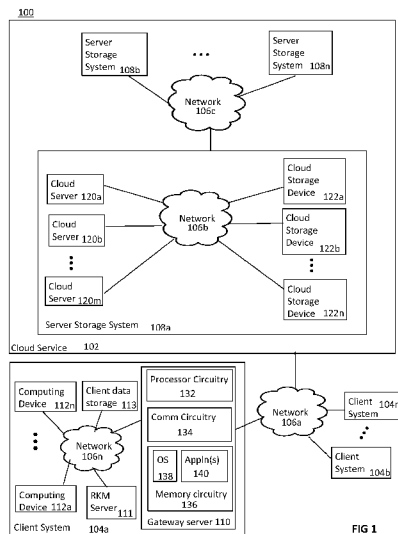 100
Server
Storage
System 108b
...
Server
Storage
System 108n
Network
106c
Cloud
Server 120a
Cloud
Server 120b
Cloud
Server 120m
Network
106b
Cloud
Storage
Device 122a
Cloud
Storage
Device 122b
Cloud
Storage
Device 122n
Server Storage System 108a
Cloud Service 102
Computing
Device 112n
Client data
storage 113
Network
106n
Computing
Device 112a
RKM
Server 111
Client System 104a
Processor Circuitry
132
Comm Circuitry
134
OS
138
Appln(s)
140
Memory circuitry
136
Gateway server 110
Network
106a
Client 104n
System
Client
System 104b
FIG 1